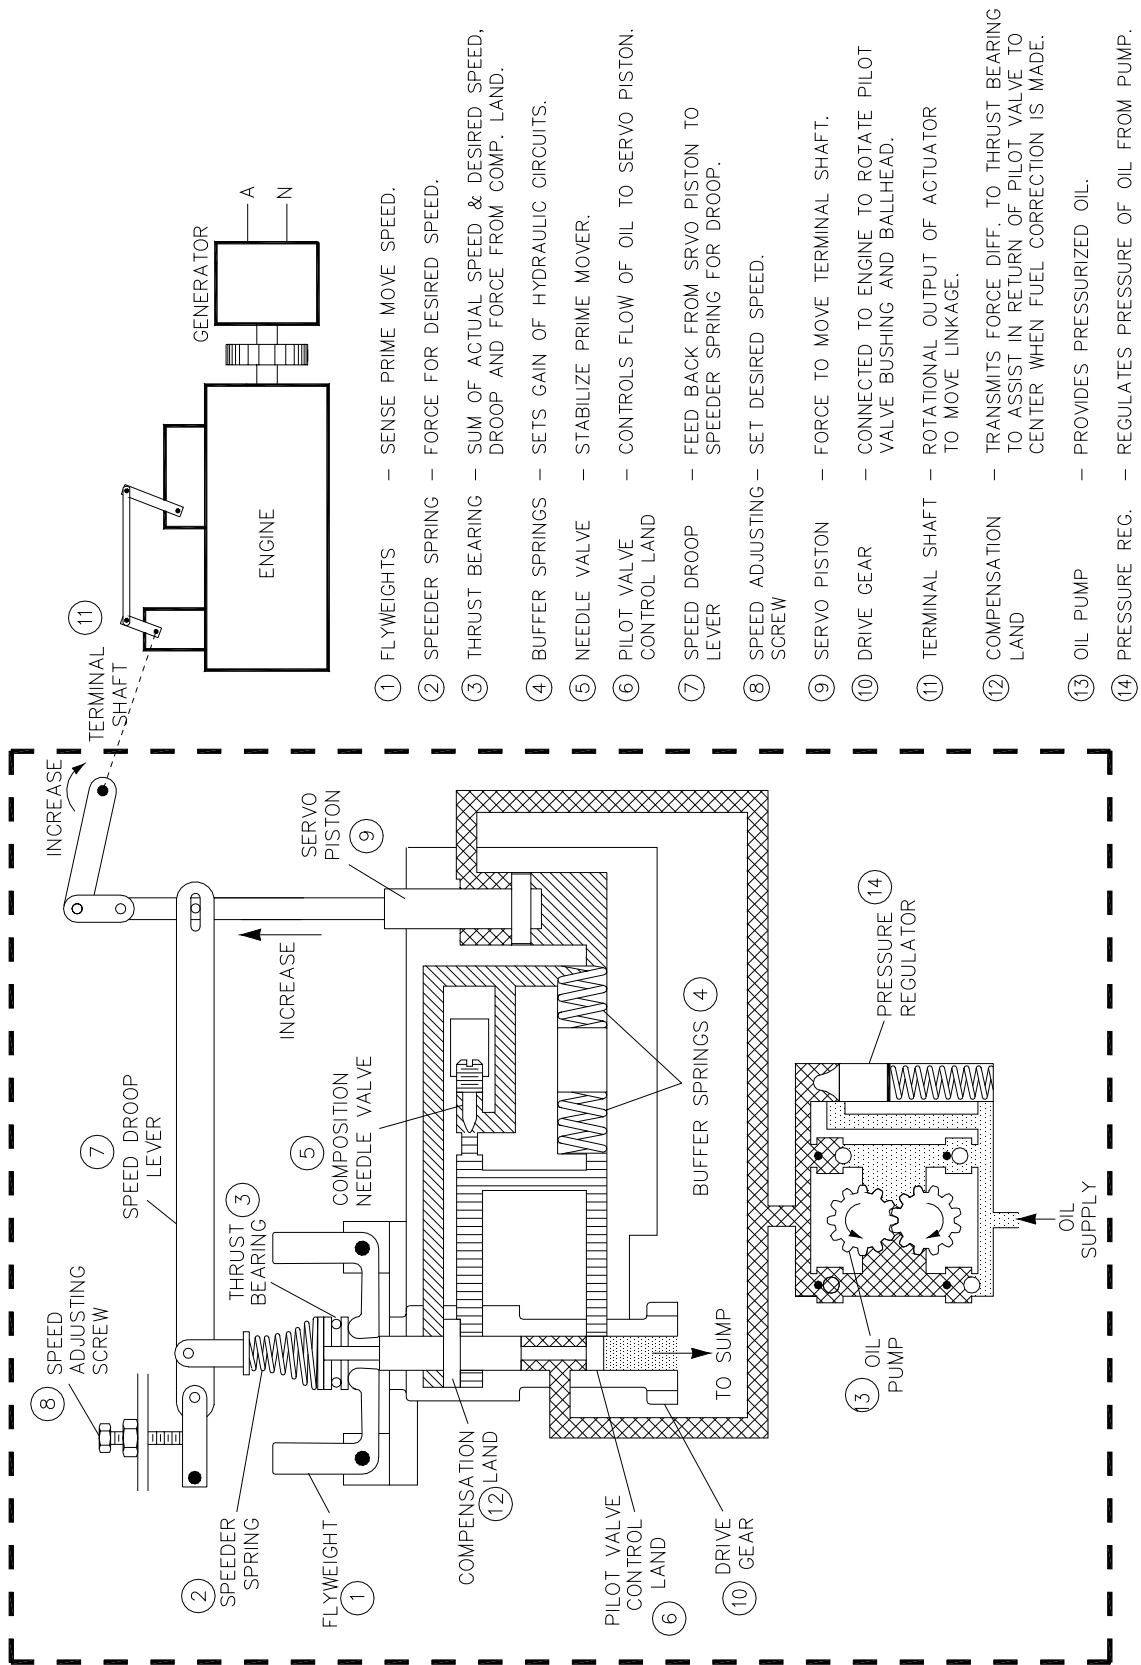 INCREASE
TERMINAL
SHAFT
11
ENGINE
GENERATOR
A
N
8 SPEED
ADJUSTING
SCREW
7
SPEED DROOP
LEVER
2
SPEEDER
SPRING
THRUST 3
BEARING
FLYWEIGHT
1
5
COMPOSITION
NEEDLE VALVE
INCREASE
SERVO
PISTON
9
COMPENSATION
12 LAND
BUFFER SPRINGS 4
PILOT VALVE
CONTROL
LAND
6
DRIVE
10 GEAR
TO SUMP
13 OIL
PUMP
14
PRESSURE
REGULATOR
OIL
SUPPLY
1 FLYWEIGHTS – SENSE PRIME MOVE SPEED.
2 SPEEDER SPRING – FORCE FOR DESIRED SPEED.
3 THRUST BEARING – SUM OF ACTUAL SPEED & DESIRED SPEED,
DROOP AND FORCE FROM COMP. LAND.
4 BUFFER SPRINGS – SETS GAIN OF HYDRAULIC CIRCUITS.
5 NEEDLE VALVE – STABILIZE PRIME MOVER.
6 PILOT VALVE – CONTROLS FLOW OF OIL TO SERVO PISTON.
CONTROL LAND
7 SPEED DROOP – FEED BACK FROM SRVO PISTON TO
LEVER SPEEDER SPRING FOR DROOP.
8 SPEED ADJUSTING – SET DESIRED SPEED.
SCREW
9 SERVO PISTON – FORCE TO MOVE TERMINAL SHAFT.
10 DRIVE GEAR – CONNECTED TO ENGINE TO ROTATE PILOT
VALVE BUSHING AND BALLHEAD.
11 TERMINAL SHAFT – ROTATIONAL OUTPUT OF ACTUATOR
TO MOVE LINKAGE.
12 COMPENSATION – TRANSMITS FORCE DIFF. TO THRUST BEARING
LAND TO ASSIST IN RETURN OF PILOT VALVE TO
CENTER WHEN FUEL CORRECTION IS MADE.
13 OIL PUMP – PROVIDES PRESSURIZED OIL.
14 PRESSURE REG. – REGULATES PRESSURE OF OIL FROM PUMP.